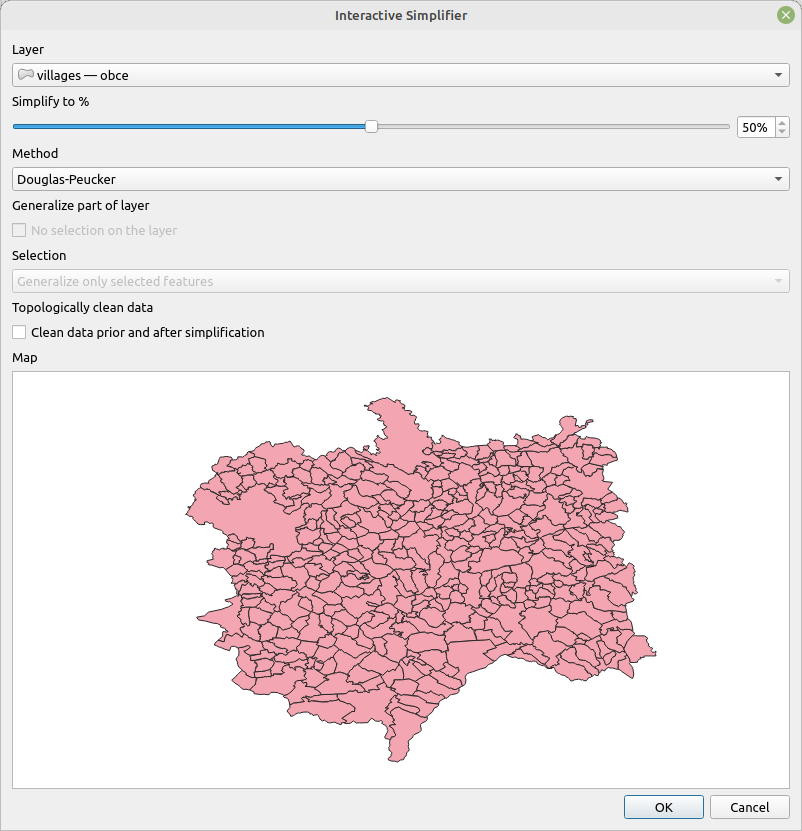 Interactive Simplifier
Layer
villages — obce
Simplify to %
50%
Method
Douglas-Peucker
Generalize part of layer
No selection on the layer
Selection
Generalize only selected features
Topologically clean data
Clean data prior and after simplification
Map
OK
Cancel